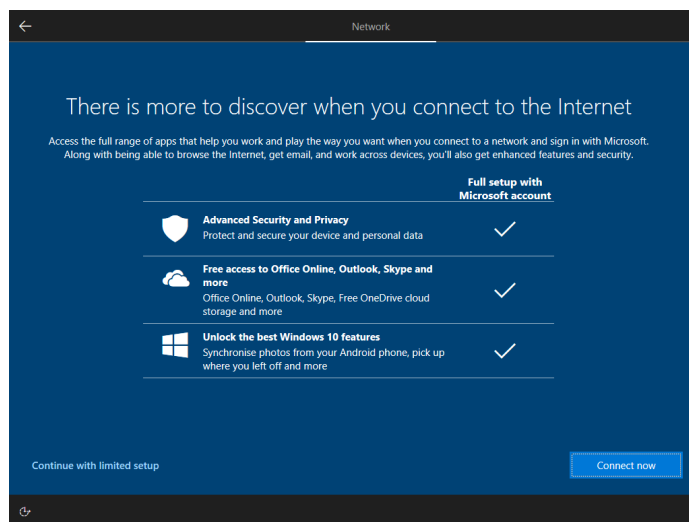 Network
There is more to discover when you connect to the Internet
Access the full range of apps that help you work and play the way you want when you connect to a network and sign in with Microsoft.
Along with being able to browse the Internet, get email, and work across devices, you'll also get enhanced features and security.
Full setup with
Microsoft account
Advanced Security and Privacy
Protect and secure your device and personal data
Free access to Office Online, Outlook, Skype and
more
Office Online, Outlook, Skype, Free OneDrive cloud
storage and more
Unlock the best Windows 10 features
Synchronise photos from your Android phone, pick up
where you left off and more
Continue with limited setup
Connect now